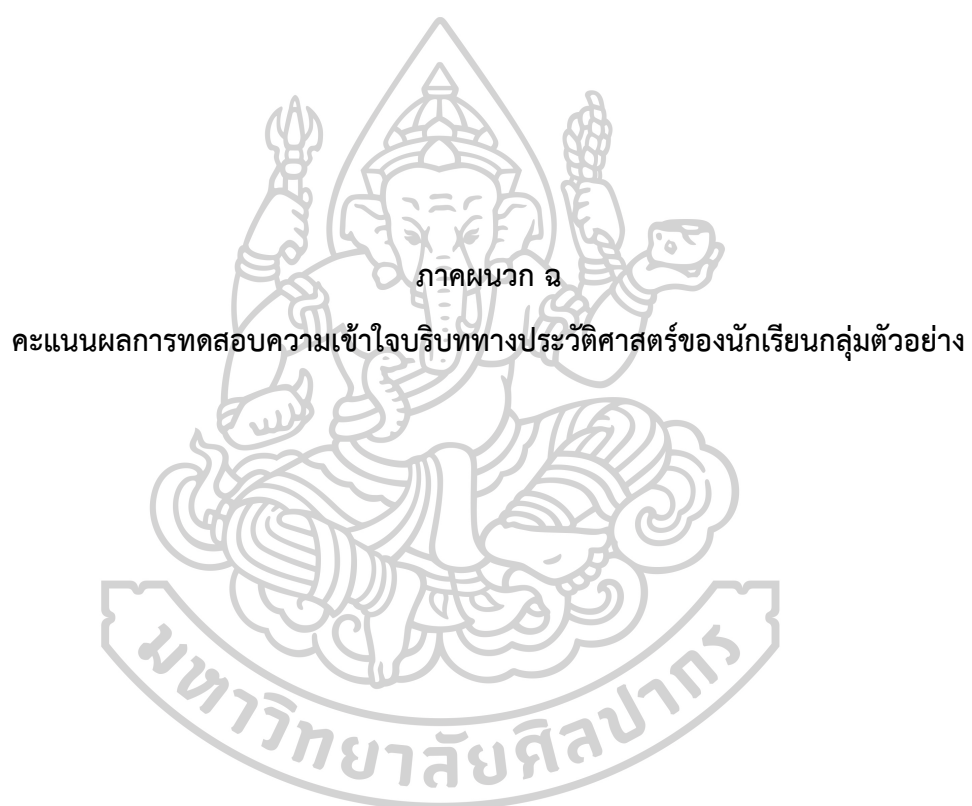 ภาคผนวก ฉ
คะแนนผลการทดสอบความเข้าใจบริบททางประวัติศาสตร์ของนักเรียนกลุ่มตัวอย่าง
มหาวิทยาลัยศิลปากร